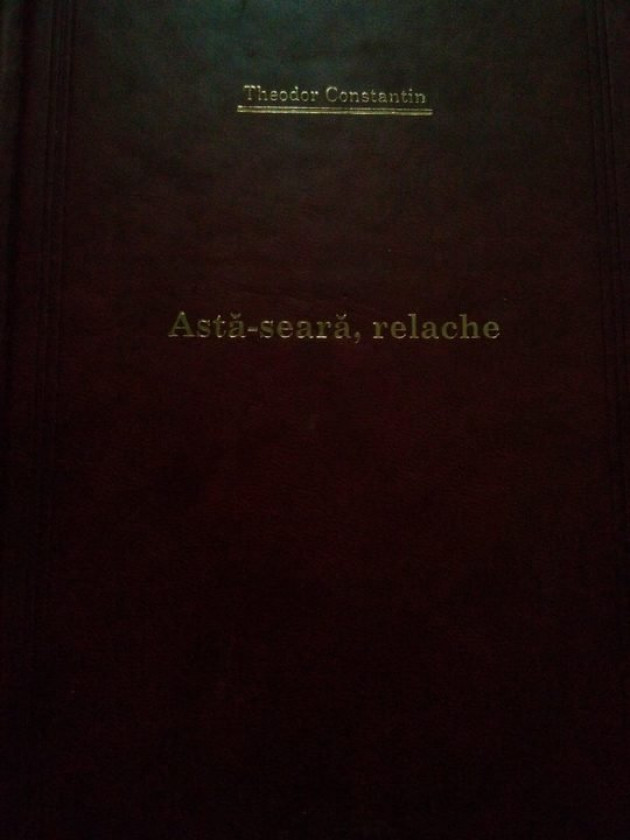 Theodor Constantin
Astă-seară, relache